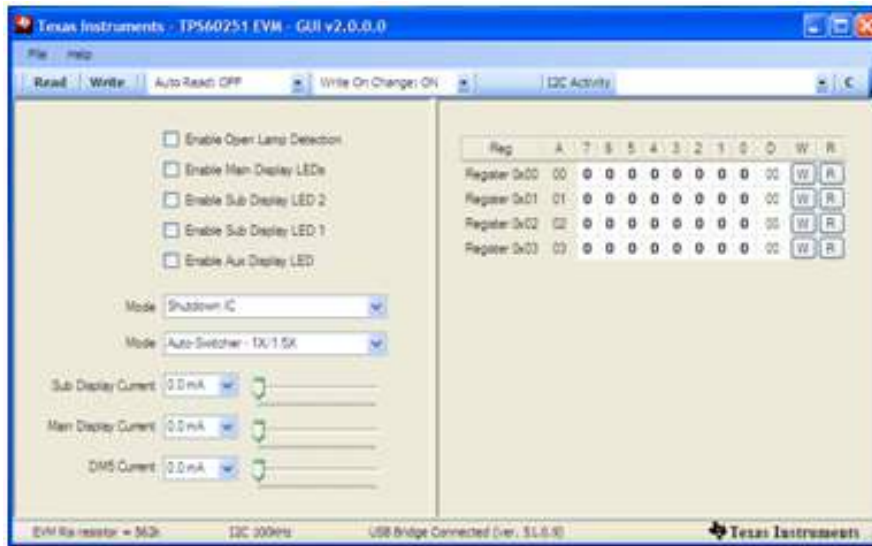 Texas Instruments - TPS60251 EVM - GUI v2.0.0.0
File Help
Read Write Auto Read: OFF Write On Change: ON I2C Activity C
Enable Open Lamp Detection
Enable Main Display LEDs
Enable Sub Display LED 2
Enable Sub Display LED 1
Enable Aux Display LED
Mode Shutdown IC
Mode Auto-Switcher - 1X/1.5X
Sub Display Current 0.0 mA
Main Display Current 0.0 mA
DM5 Current 0.0 mA
Reg A 7 6 5 4 3 2 1 0 D W R
Register 0x00 00 0 0 0 0 0 0 0 0 00 W R
Register 0x01 01 0 0 0 0 0 0 0 0 00 W R
Register 0x02 02 0 0 0 0 0 0 0 0 00 W R
Register 0x03 03 0 0 0 0 0 0 0 0 00 W R
EVM resistor = 562k I2C 100kHz USB Bridge Connected (ver. 51.0.9) Texas Instruments